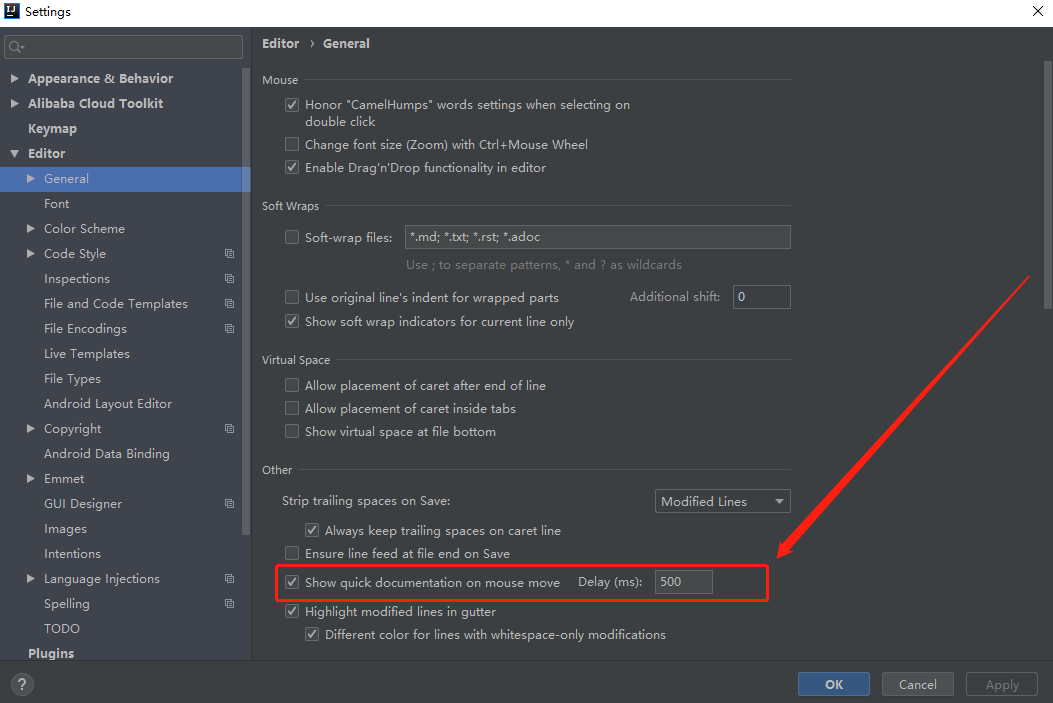 IJ Settings
Editor › General
Appearance & Behavior
Alibaba Cloud Toolkit
Keymap
Editor
General
Font
Color Scheme
Code Style
Inspections
File and Code Templates
File Encodings
Live Templates
File Types
Android Layout Editor
Copyright
Android Data Binding
Emmet
GUI Designer
Images
Intentions
Language Injections
Spelling
TODO
Plugins
Mouse
Honor "CamelHumps" words settings when selecting on
double click
Change font size (Zoom) with Ctrl+Mouse Wheel
Enable Drag'n'Drop functionality in editor
Soft Wraps
Soft-wrap files: *.md; *.txt; *.rst; *.adoc
Use ; to separate patterns, * and ? as wildcards
Use original line's indent for wrapped parts Additional shift: 0
Show soft wrap indicators for current line only
Virtual Space
Allow placement of caret after end of line
Allow placement of caret inside tabs
Show virtual space at file bottom
Other
Strip trailing spaces on Save: Modified Lines
Always keep trailing spaces on caret line
Ensure line feed at file end on Save
Show quick documentation on mouse move Delay (ms): 500
Highlight modified lines in gutter
Different color for lines with whitespace-only modifications
? OK Cancel Apply